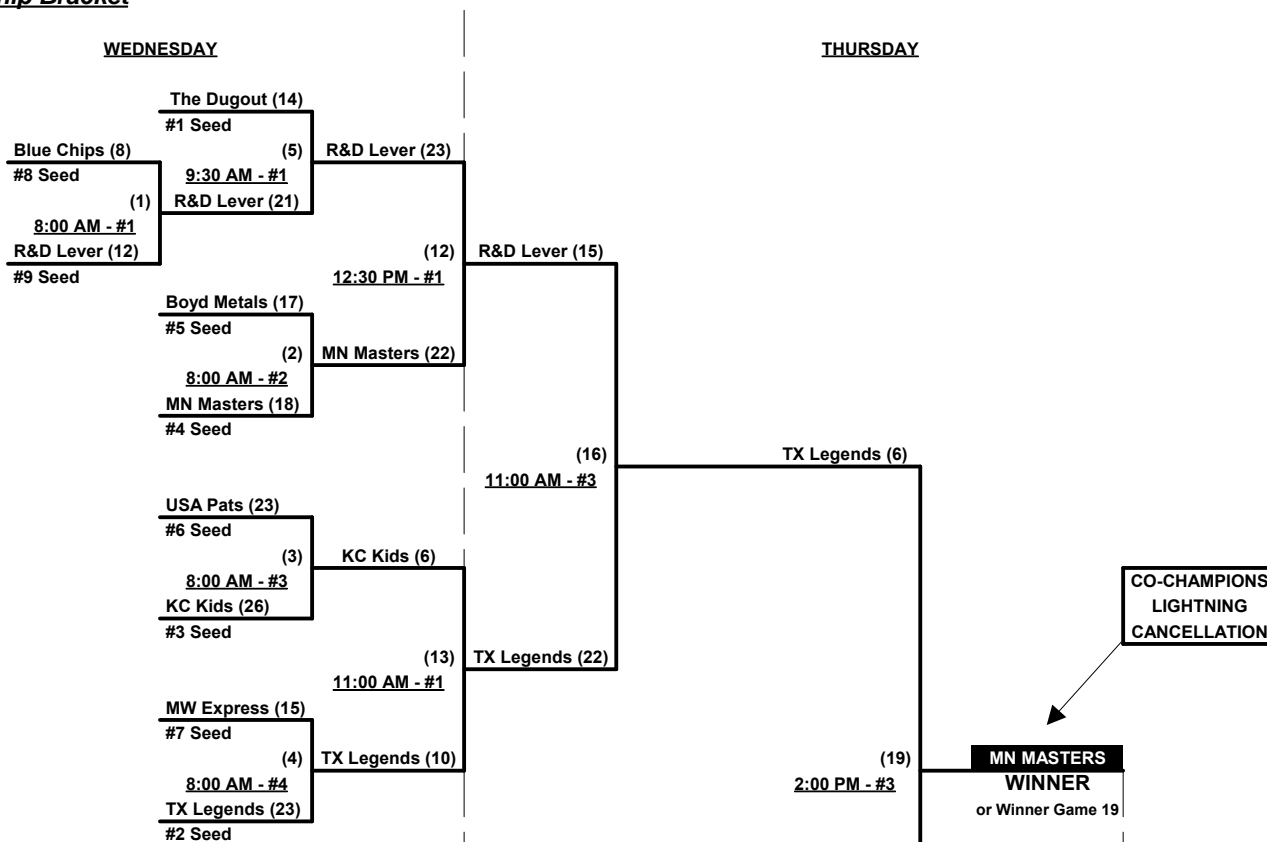 WEDNESDAY
THURSDAY
The Dugout (14)
#1 Seed
Blue Chips (8)
(5)
R&D Lever (23)
#8 Seed
9:30 AM - #1
(1)
R&D Lever (21)
8:00 AM - #1
R&D Lever (12)
(12)
R&D Lever (15)
#9 Seed
12:30 PM - #1
Boyd Metals (17)
#5 Seed
(2)
MN Masters (22)
8:00 AM - #2
MN Masters (18)
#4 Seed
(16)
TX Legends (6)
11:00 AM - #3
USA Pats (23)
#6 Seed
(3)
KC Kids (6)
8:00 AM - #3
KC Kids (26)
#3 Seed
CO-CHAMPIONS
LIGHTNING
CANCELLATION
(13)
TX Legends (22)
11:00 AM - #1
MW Express (15)
#7 Seed
(4)
TX Legends (10)
8:00 AM - #4
TX Legends (23)
#2 Seed
(19)
MN MASTERS
2:00 PM - #3
WINNER
or Winner Game 19